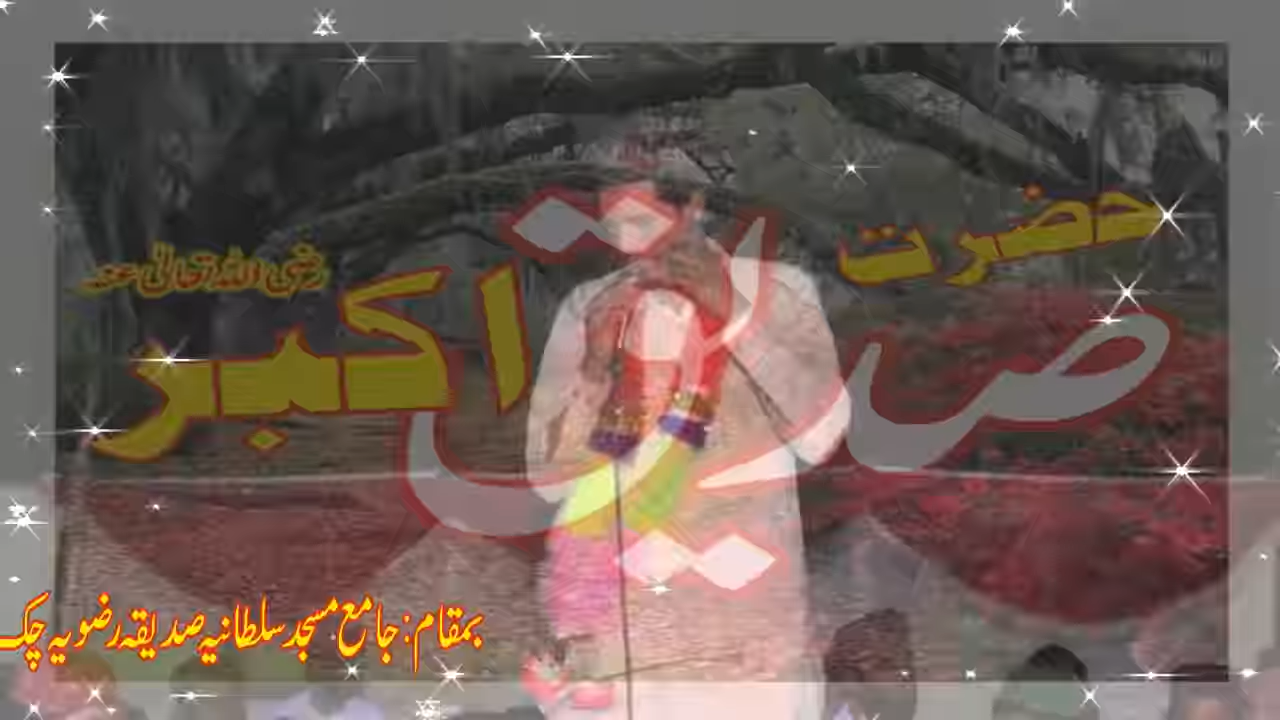 حضرت
صدیق
اکبر
رضی اللہ تعالیٰ عنہ
بمقام: جامع مسجد سلطانیہ صدیقہ رضویہ چک